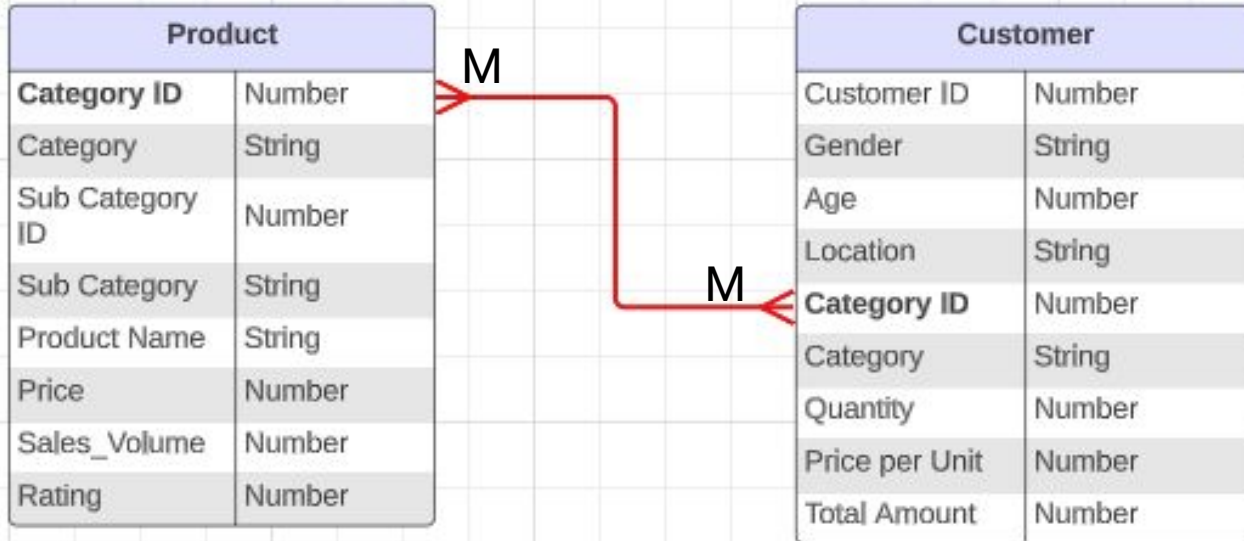 Product
Category ID Number
Category String
Sub Category
ID Number
Sub Category String
Product Name String
Price Number
Sales_Volume Number
Rating Number
M
M
Customer
Customer ID Number
Gender String
Age Number
Location String
Category ID Number
Category String
Quantity Number
Price per Unit Number
Total Amount Number